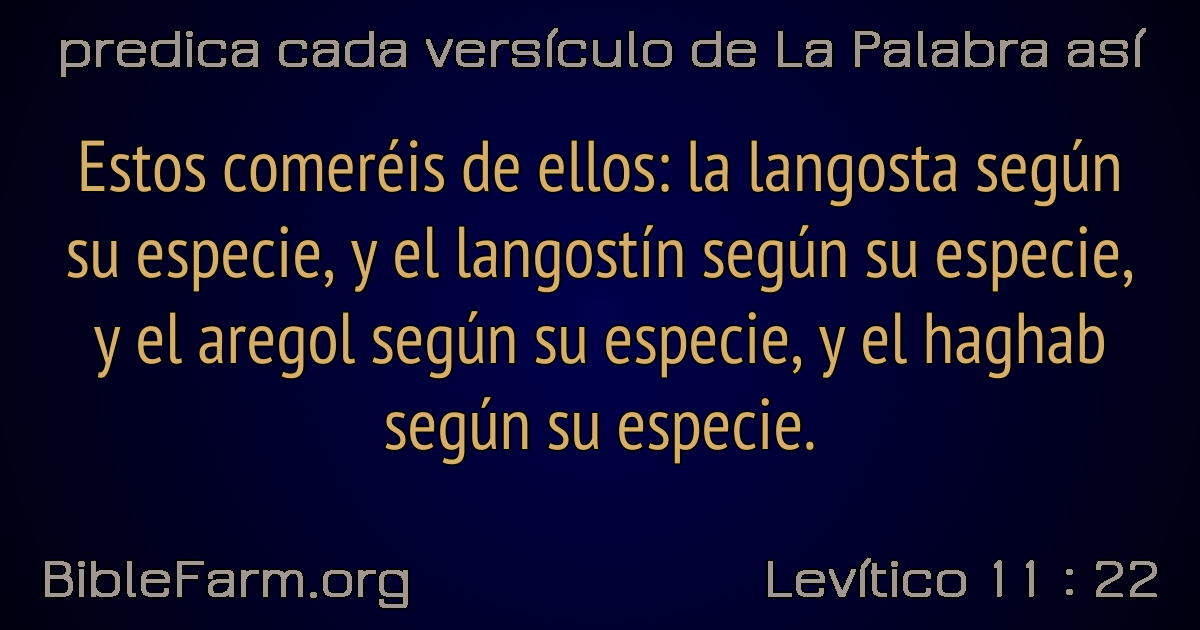 predica cada versículo de La Palabra así
Estos comeréis de ellos: la langosta según
su especie, y el langostín según su especie,
y el aregol según su especie, y el haghab
según su especie.
BibleFarm.org
Levítico 11 : 22